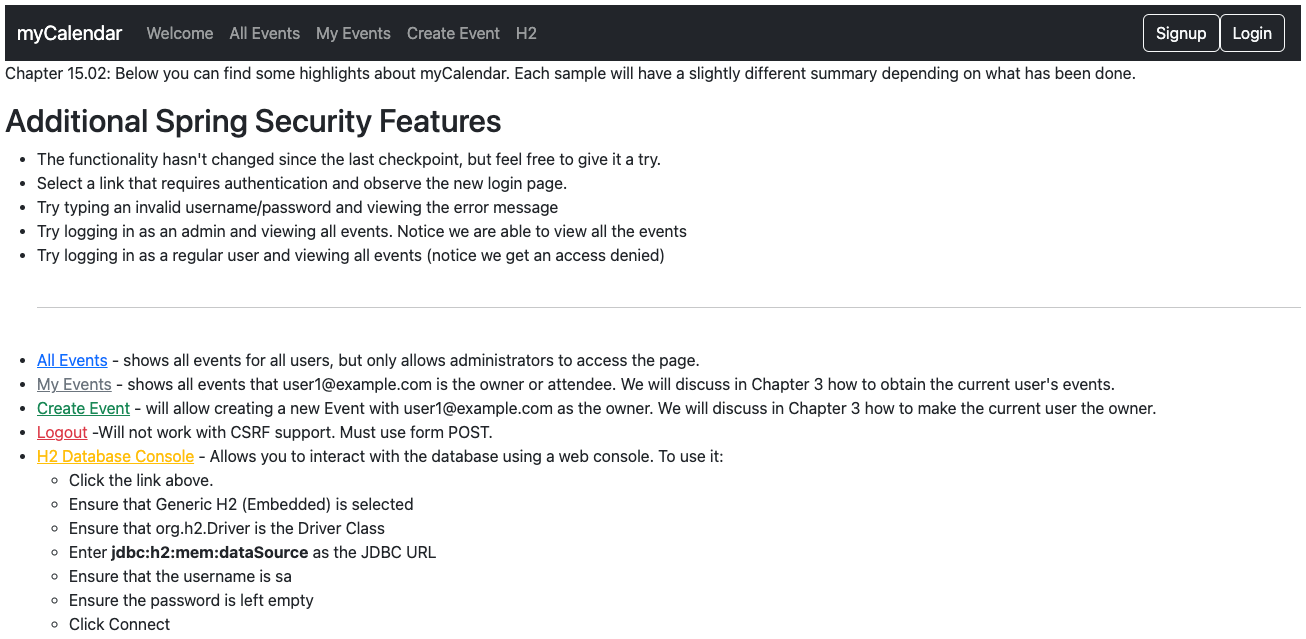 myCalendar Welcome All Events My Events Create Event H2 Signup Login
Chapter 15.02: Below you can find some highlights about myCalendar. Each sample will have a slightly different summary depending on what has been done.
Additional Spring Security Features
The functionality hasn't changed since the last checkpoint, but feel free to give it a try.
Select a link that requires authentication and observe the new login page.
Try typing an invalid username/password and viewing the error message
Try logging in as an admin and viewing all events. Notice we are able to view all the events
Try logging in as a regular user and viewing all events (notice we get an access denied)
All Events - shows all events for all users, but only allows administrators to access the page.
My Events - shows all events that user1@example.com is the owner or attendee. We will discuss in Chapter 3 how to obtain the current user's events.
Create Event - will allow creating a new Event with user1@example.com as the owner. We will discuss in Chapter 3 how to make the current user the owner.
Logout -Will not work with CSRF support. Must use form POST.
H2 Database Console - Allows you to interact with the database using a web console. To use it:
Click the link above.
Ensure that Generic H2 (Embedded) is selected
Ensure that org.h2.Driver is the Driver Class
Enter jdbc:h2:mem:dataSource as the JDBC URL
Ensure that the username is sa
Ensure the password is left empty
Click Connect